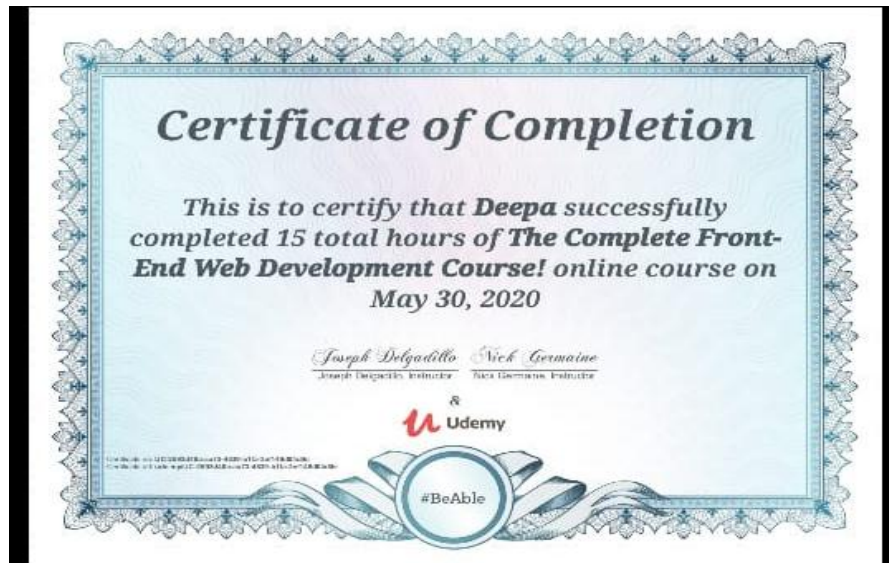 Certificate of Completion
This is to certify that Deepa successfully
completed 15 total hours of The Complete Front-
End Web Development Course! online course on
May 30, 2020
Joseph Delgadillo Nick Germaine
Joseph Delgadillo, Instructor Nick Germaine, Instructor
&
Udemy
#BeAble